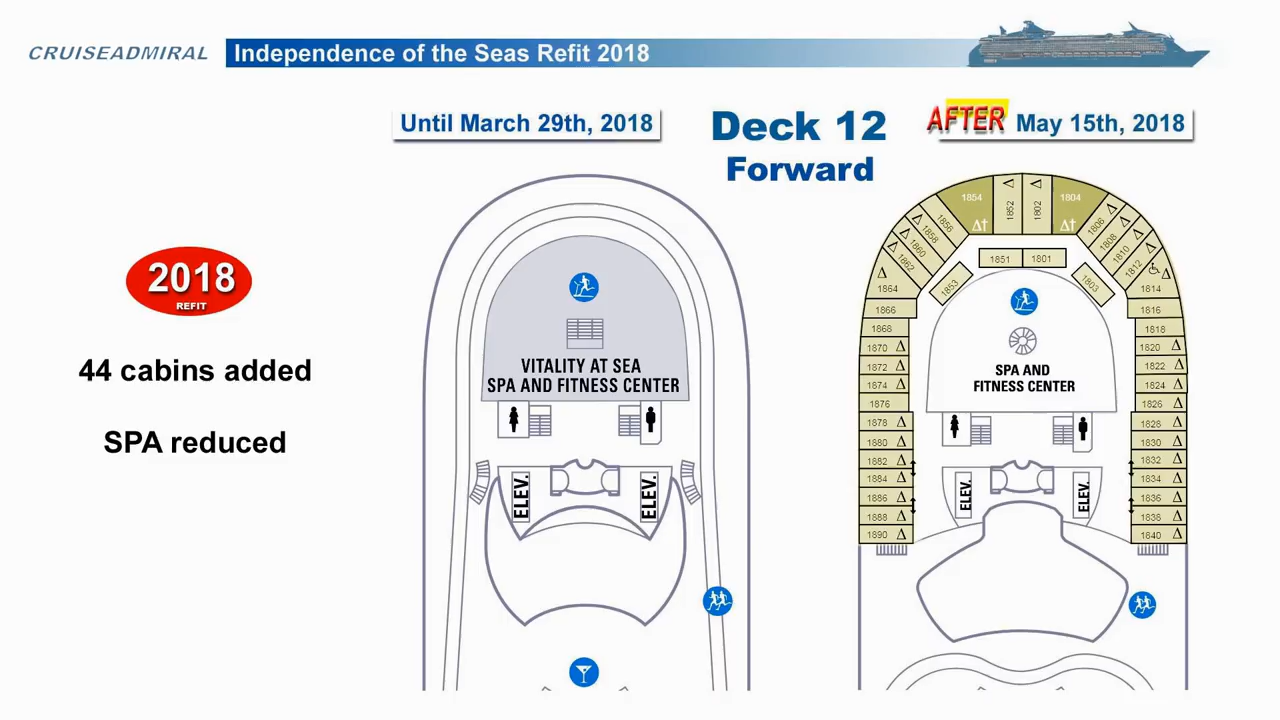 CRUISEADMIRAL
Independence of the Seas Refit 2018
Until March 29th, 2018
Deck 12
Forward
AFTER May 15th, 2018
2018
REFIT
44 cabins added
SPA reduced
VITALITY AT SEA
SPA AND FITNESS CENTER
ELEV.
ELEV.
1854
1852
1802
1804
1856
1858
1860
1862
1864
1866
1868
1870
1872
1874
1876
1878
1880
1882
1884
1886
1888
1890
1853
1851
1801
1803
1806
1808
1810
1812
1814
1816
1818
1820
1822
1824
1826
1828
1830
1832
1834
1836
1838
1840
SPA AND
FITNESS CENTER
ELEV.
ELEV.